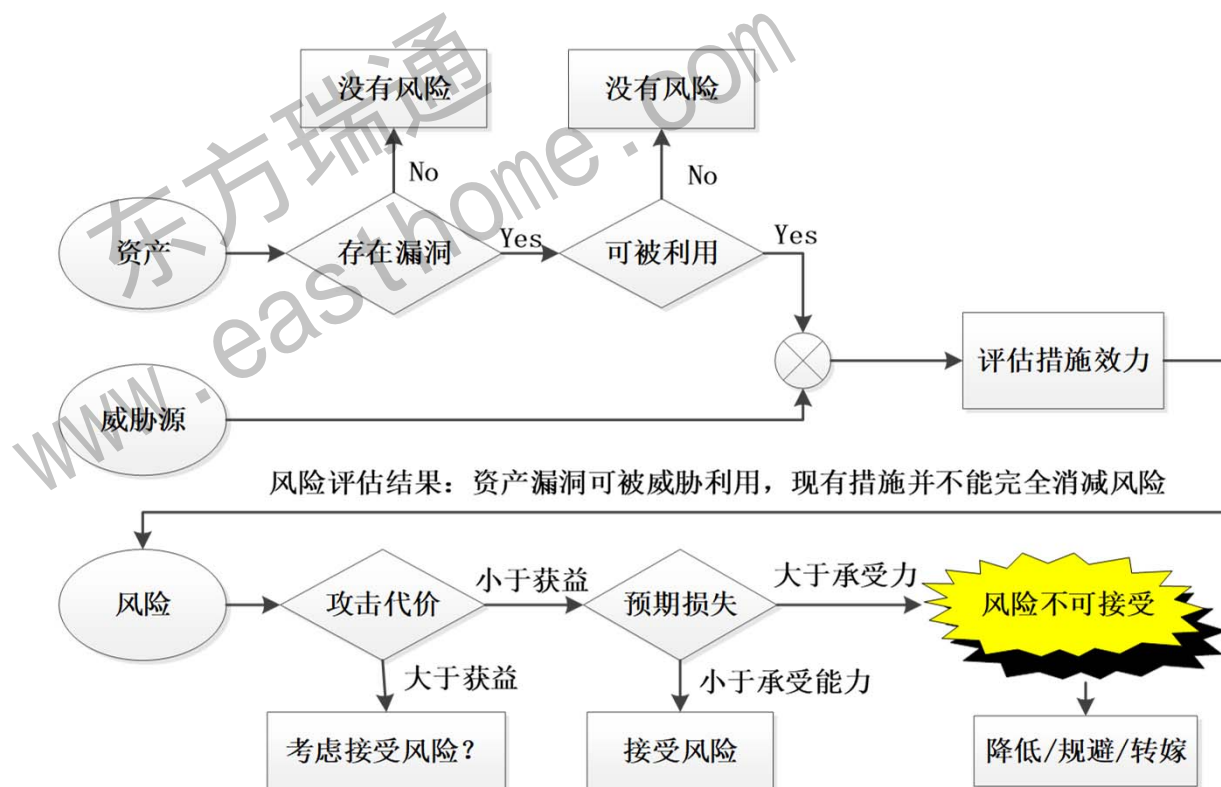 没有风险
没有风险
No
No
资产
存在漏洞
Yes
可被利用
Yes
评估措施效力
威胁源
风险评估结果：资产漏洞可被威胁利用，现有措施并不能完全消减风险
风险
攻击代价
小于获益
预期损失
大于承受力
风险不可接受
大于获益
小于承受能力
考虑接受风险？
接受风险
降低/规避/转嫁
东方瑞通
www.easthome.com